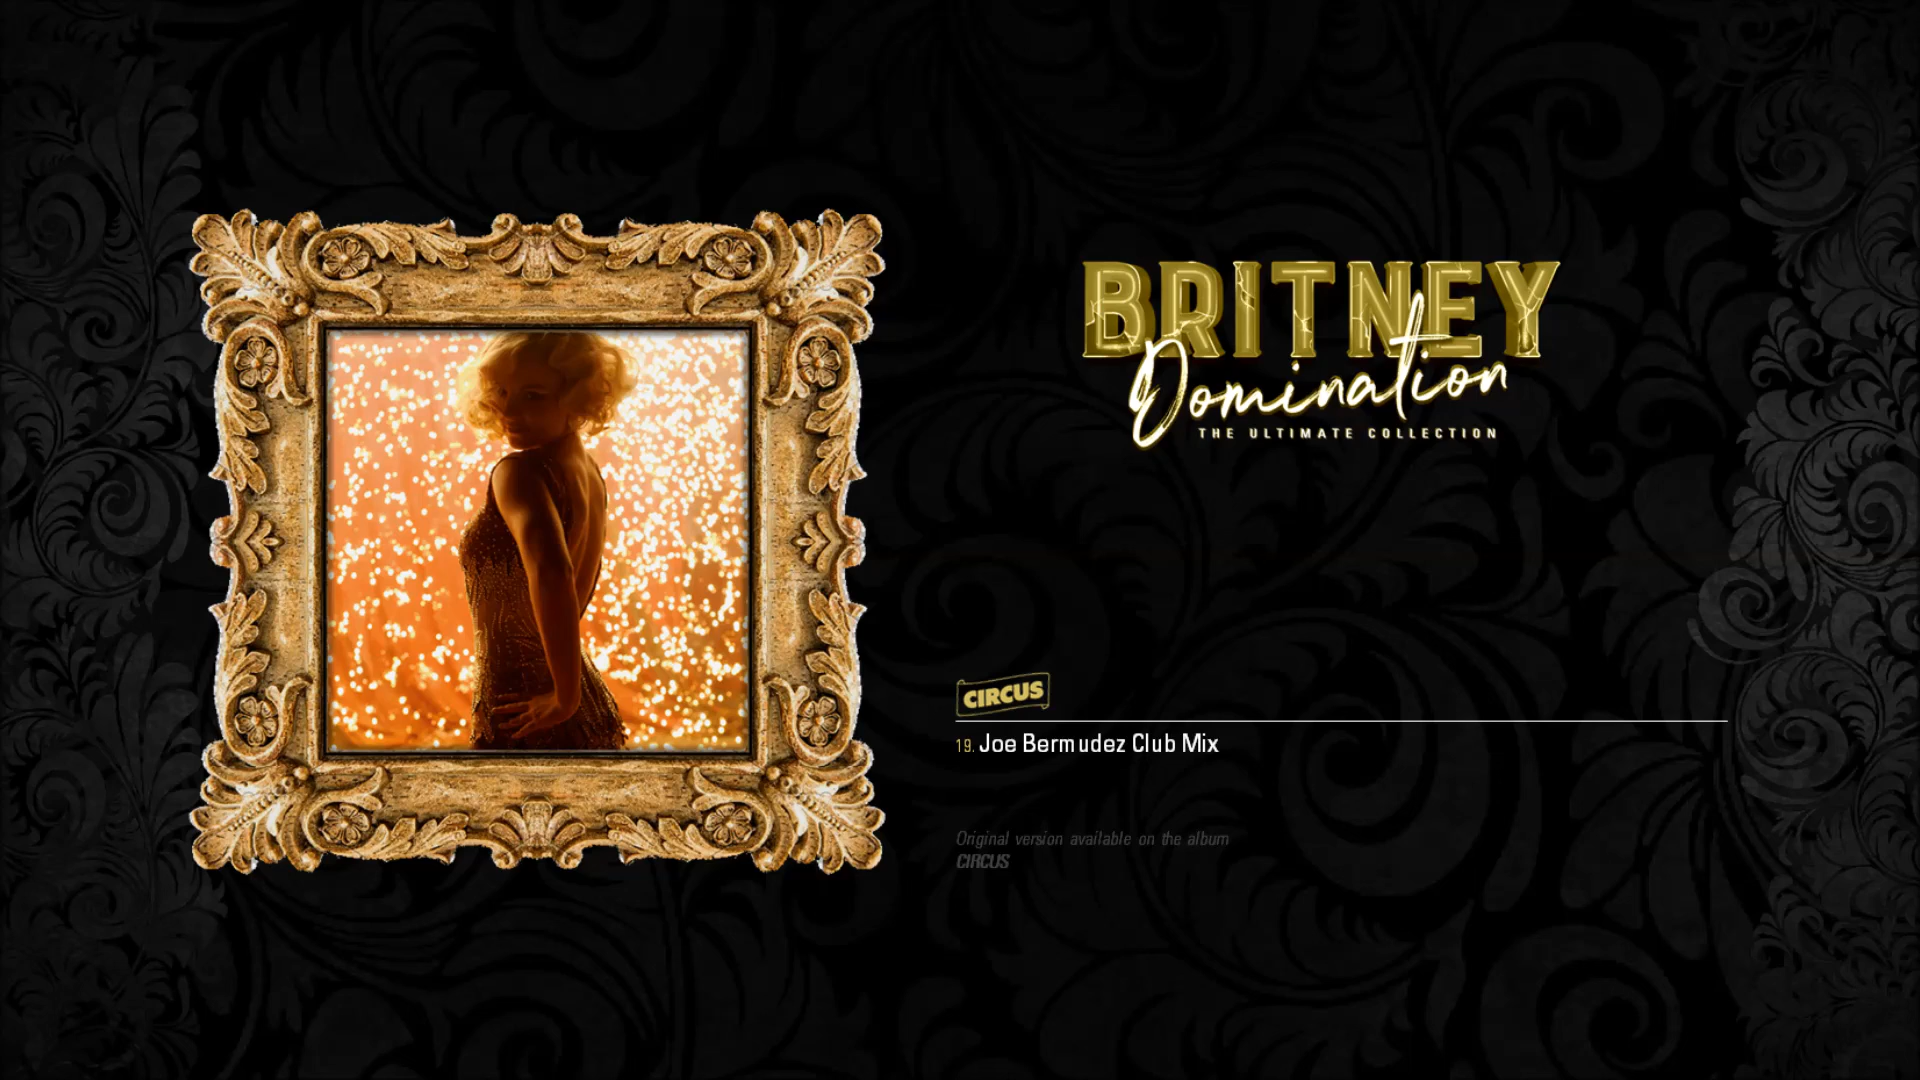 BRITNEY
Domination
THE ULTIMATE COLLECTION
CIRCUS
19. Joe Bermudez Club Mix
Original version available on the album
CIRCUS